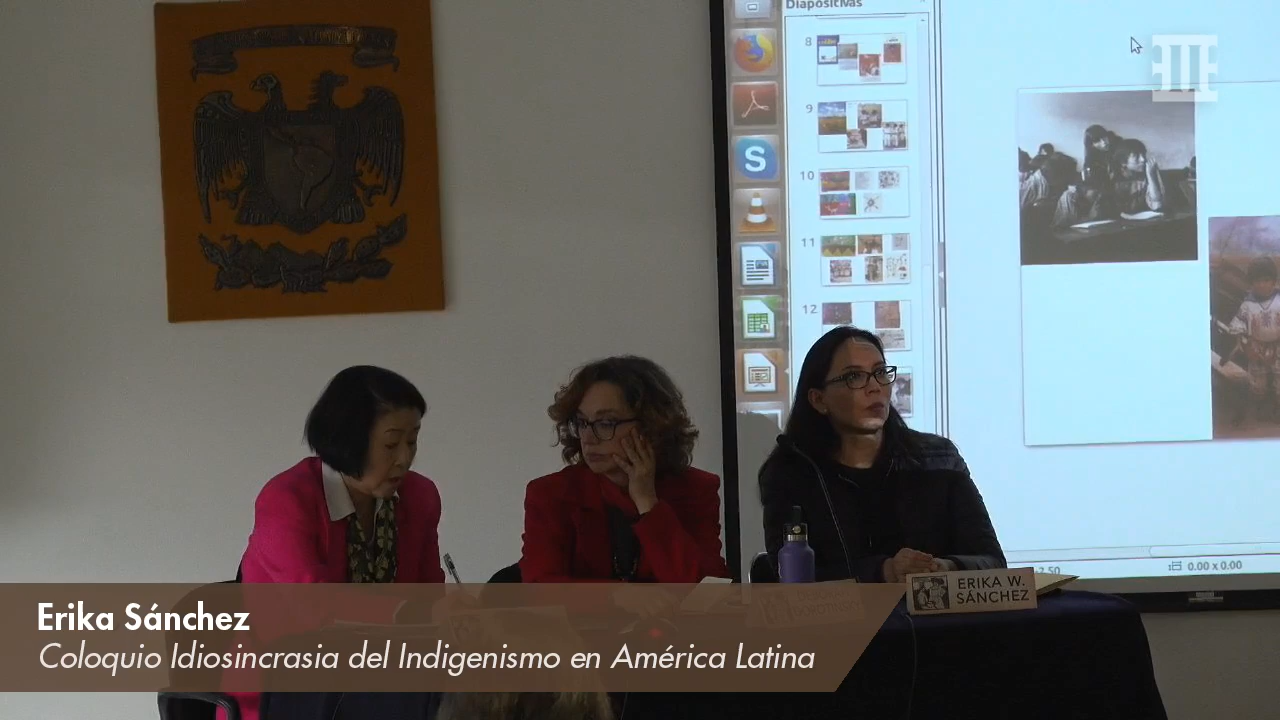 Diapositivas
8
9
10
11
12
S
ERIKA W.
SÁNCHEZ
0.00 x 0.00
Erika Sánchez
Coloquio Idiosincrasia del Indigenismo en América Latina